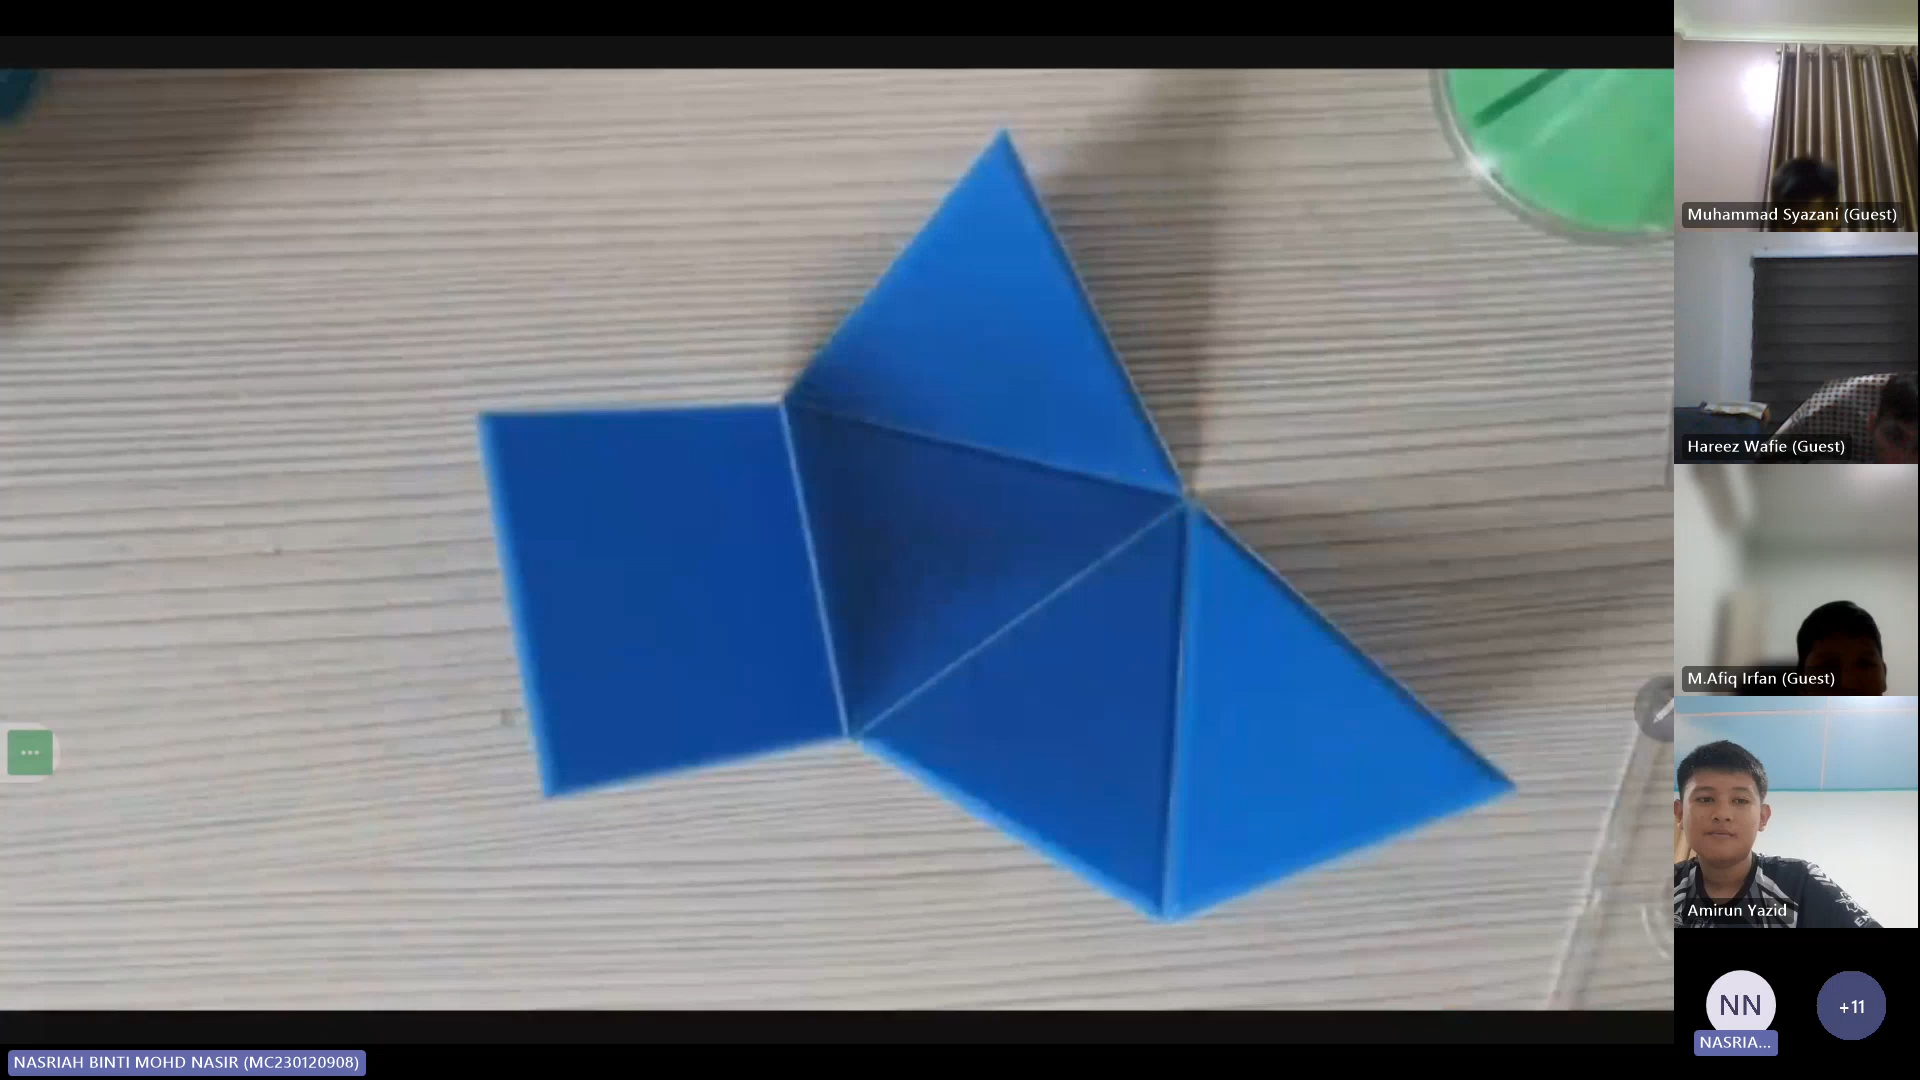 Muhammad Syazani (Guest)
Hareez Wafie (Guest)
M.Afiq Irfan (Guest)
Amirun Yazid
NN
+11
NASRIA...
NASRIAH BINTI MOHD NASIR (MC230120908)